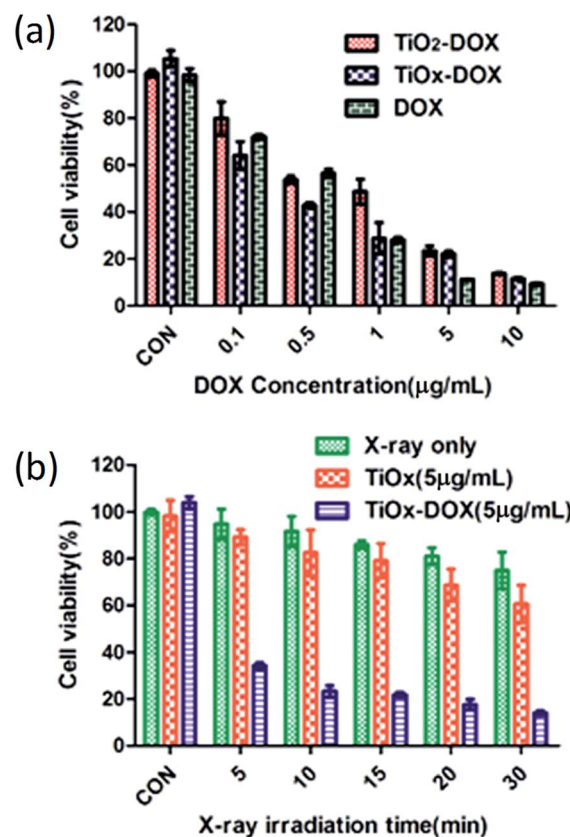 (a)
120
100
80
60
40
20
0
Cell viability(%)
TiO₂-DOX
TiOx-DOX
DOX
CON
0.1
0.5
1
5
10
DOX Concentration(μg/mL)
(b)
120
100
80
60
40
20
0
Cell viability(%)
X-ray only
TiOx(5μg/mL)
TiOx-DOX(5μg/mL)
CON
5
10
15
20
30
X-ray irradiation time(min)